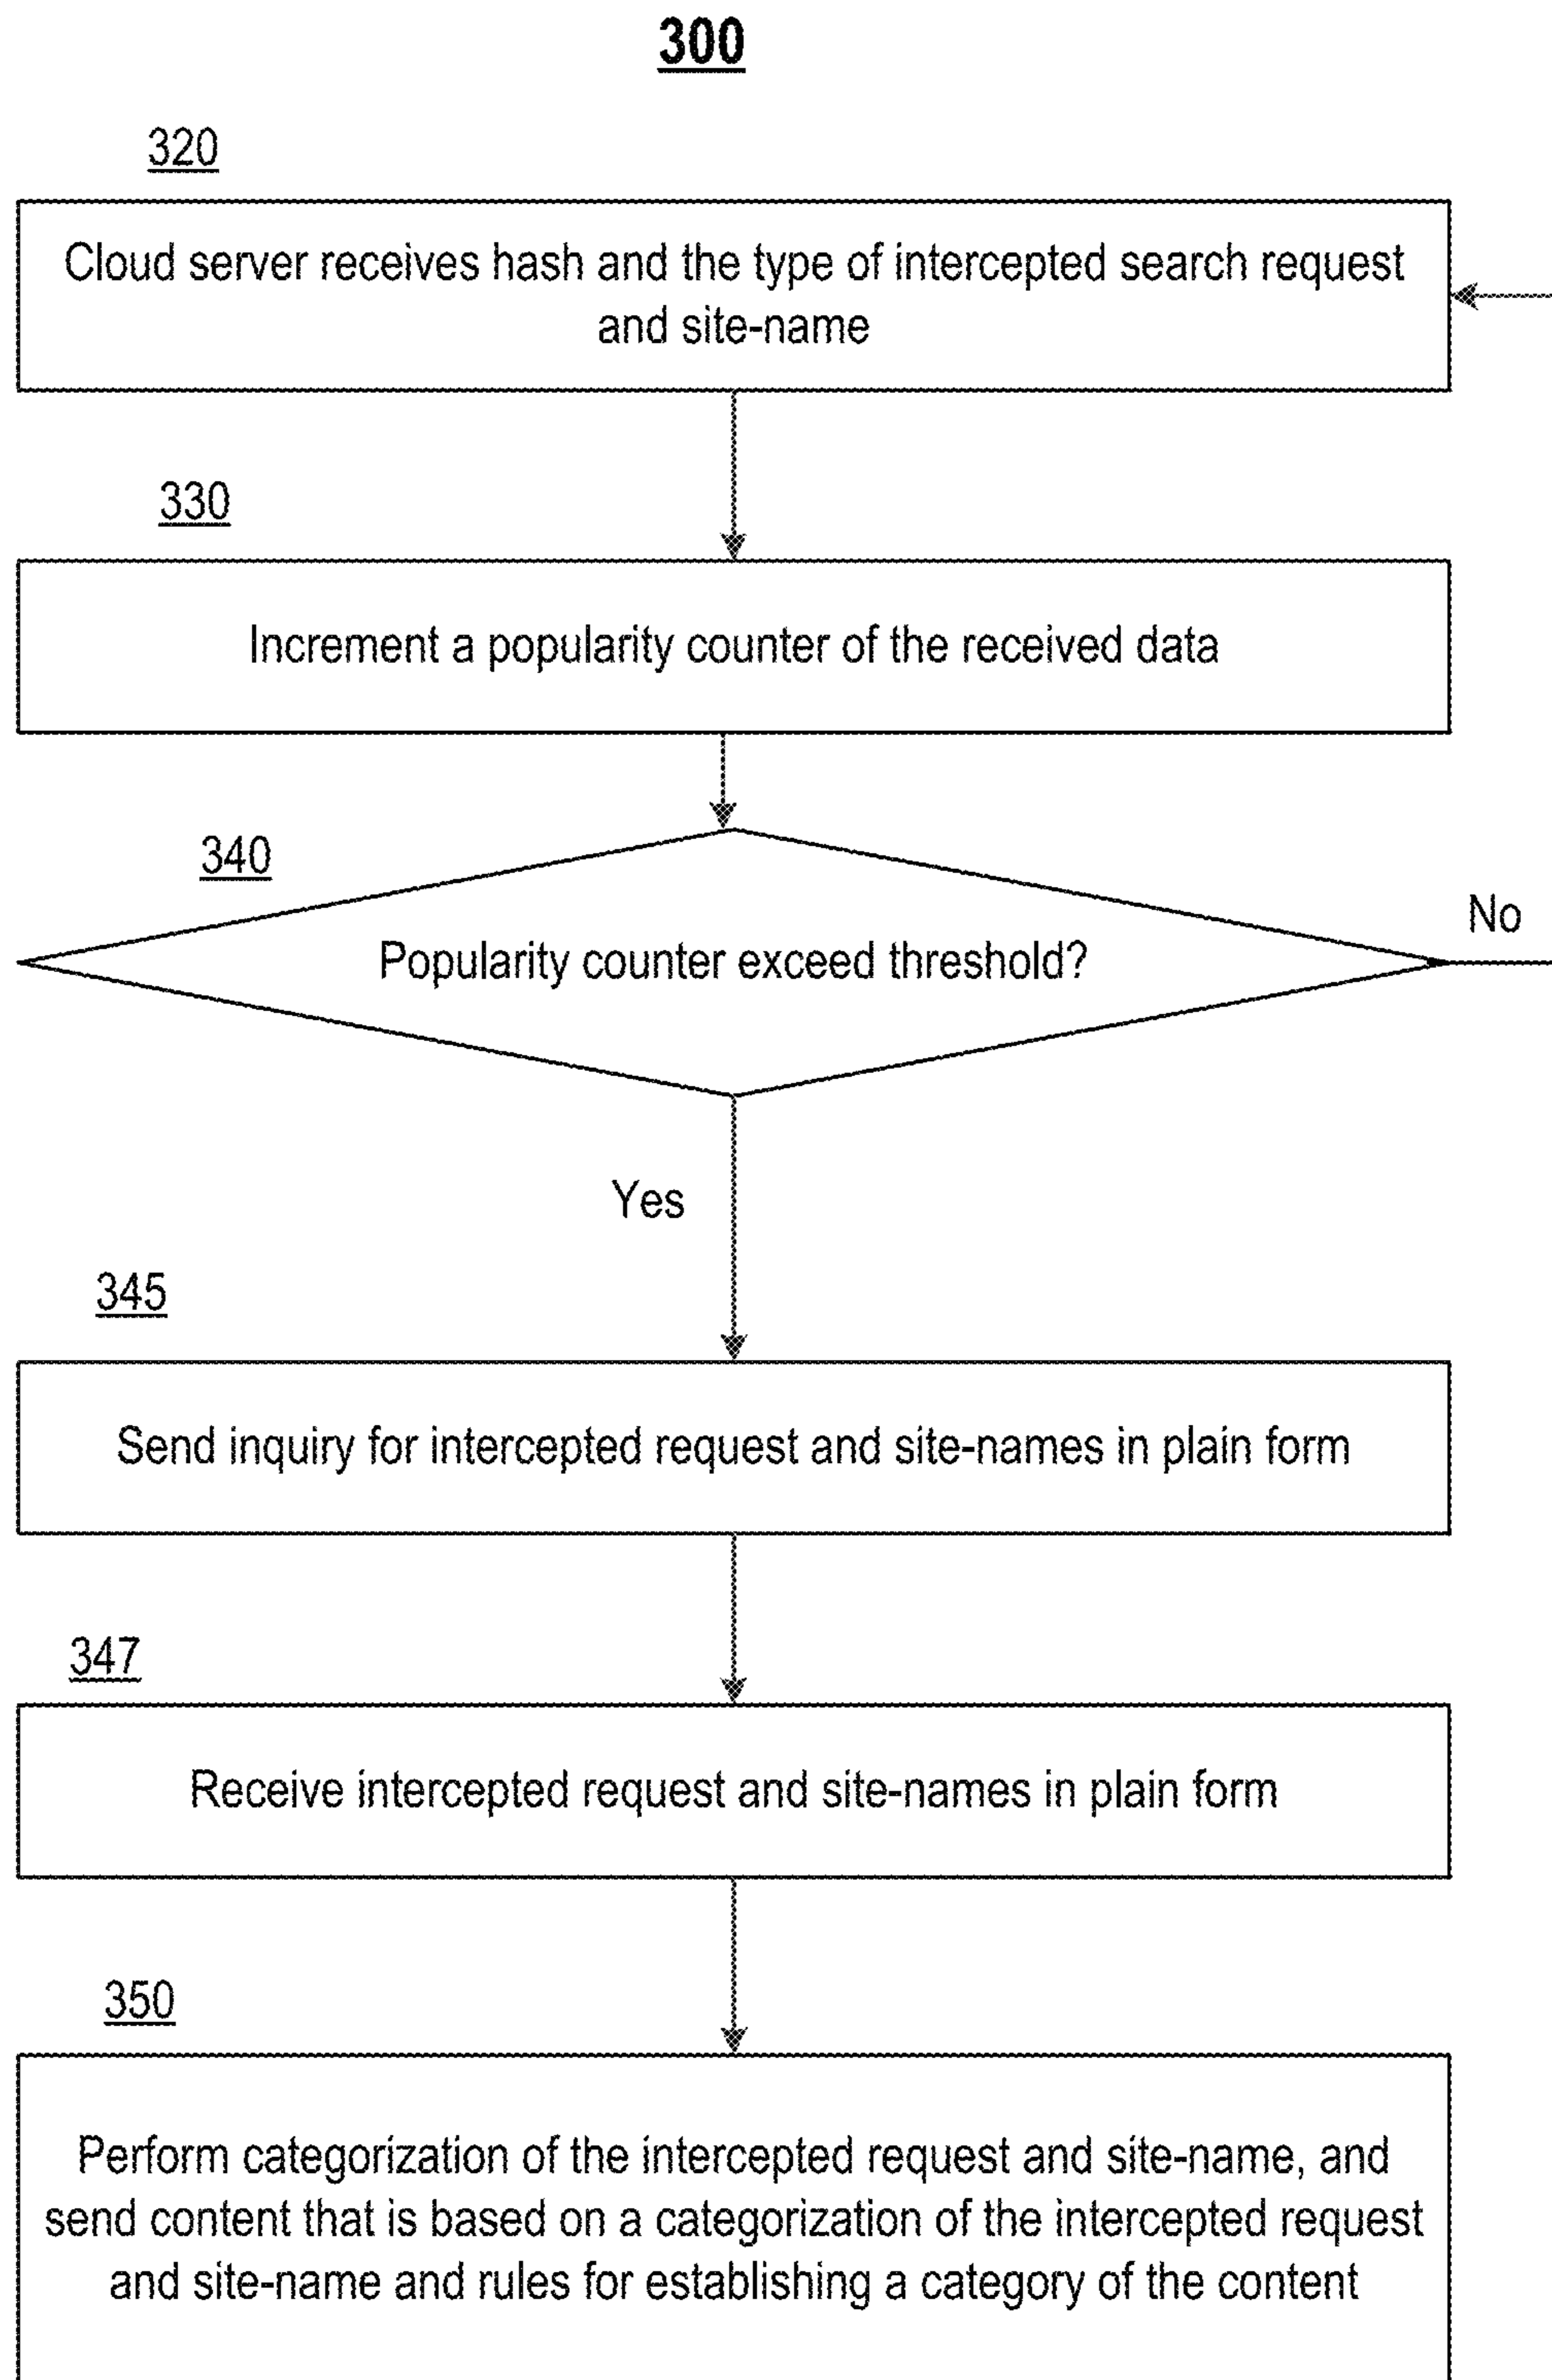 300
320
Cloud server receives hash and the type of intercepted search request
and site-name
330
Increment a popularity counter of the received data
340
Popularity counter exceed threshold?
No
Yes
345
Send inquiry for intercepted request and site-names in plain form
347
Receive intercepted request and site-names in plain form
350
Perform categorization of the intercepted request and site-name, and
send content that is based on a categorization of the intercepted request
and site-name and rules for establishing a category of the content